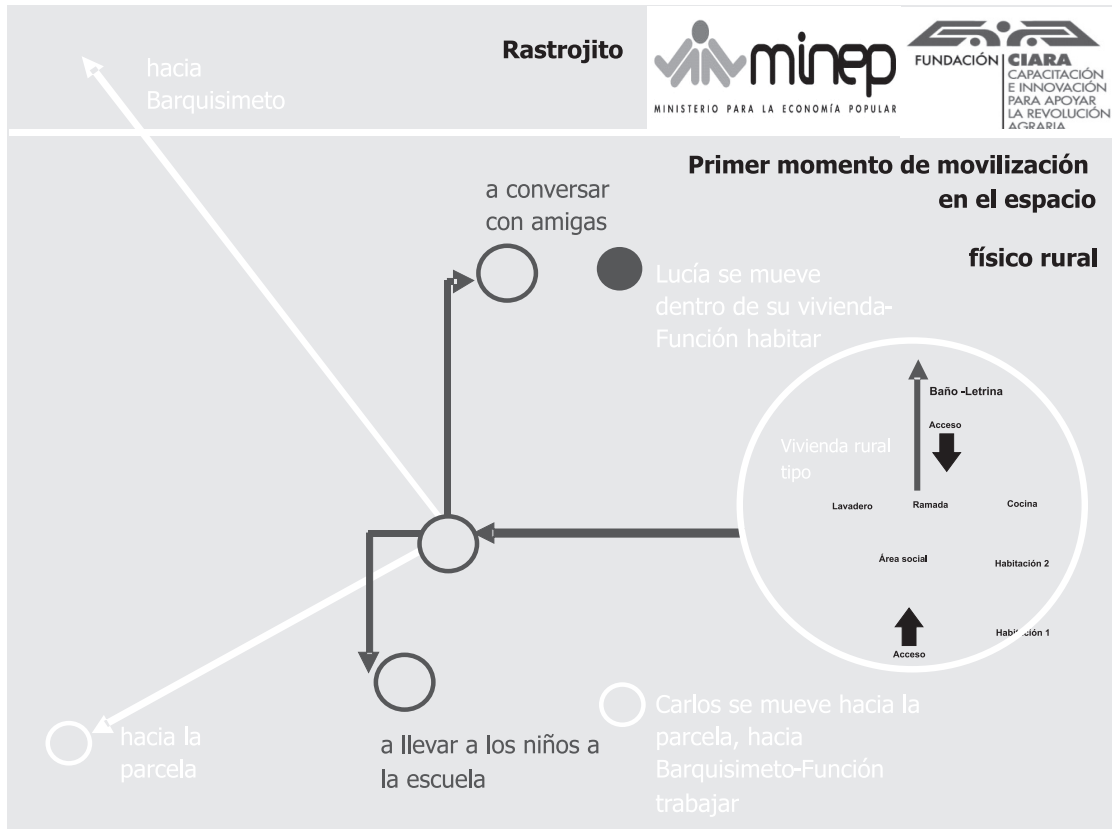 Rastrojito
minep
MINISTERIO PARA LA ECONOMÍA POPULAR
FUNDACIÓN
CIARA
CAPACITACIÓN
E INNOVACIÓN
PARA APOYAR
LA REVOLUCIÓN
AGRARIA
hacia
Barquisimeto
Primer momento de movilización
en el espacio
físico rural
a conversar
con amigas
Lucía se mueve
dentro de su vivienda-
Función habitar
Baño -Letrina
Acceso
Vivienda rural
tipo
Lavadero
Ramada
Cocina
Área social
Habitación 2
Habitación 1
Acceso
hacia la
parcela
a llevar a los niños a
la escuela
Carlos se mueve hacia la
parcela, hacia
Barquisimeto-Función
trabajar